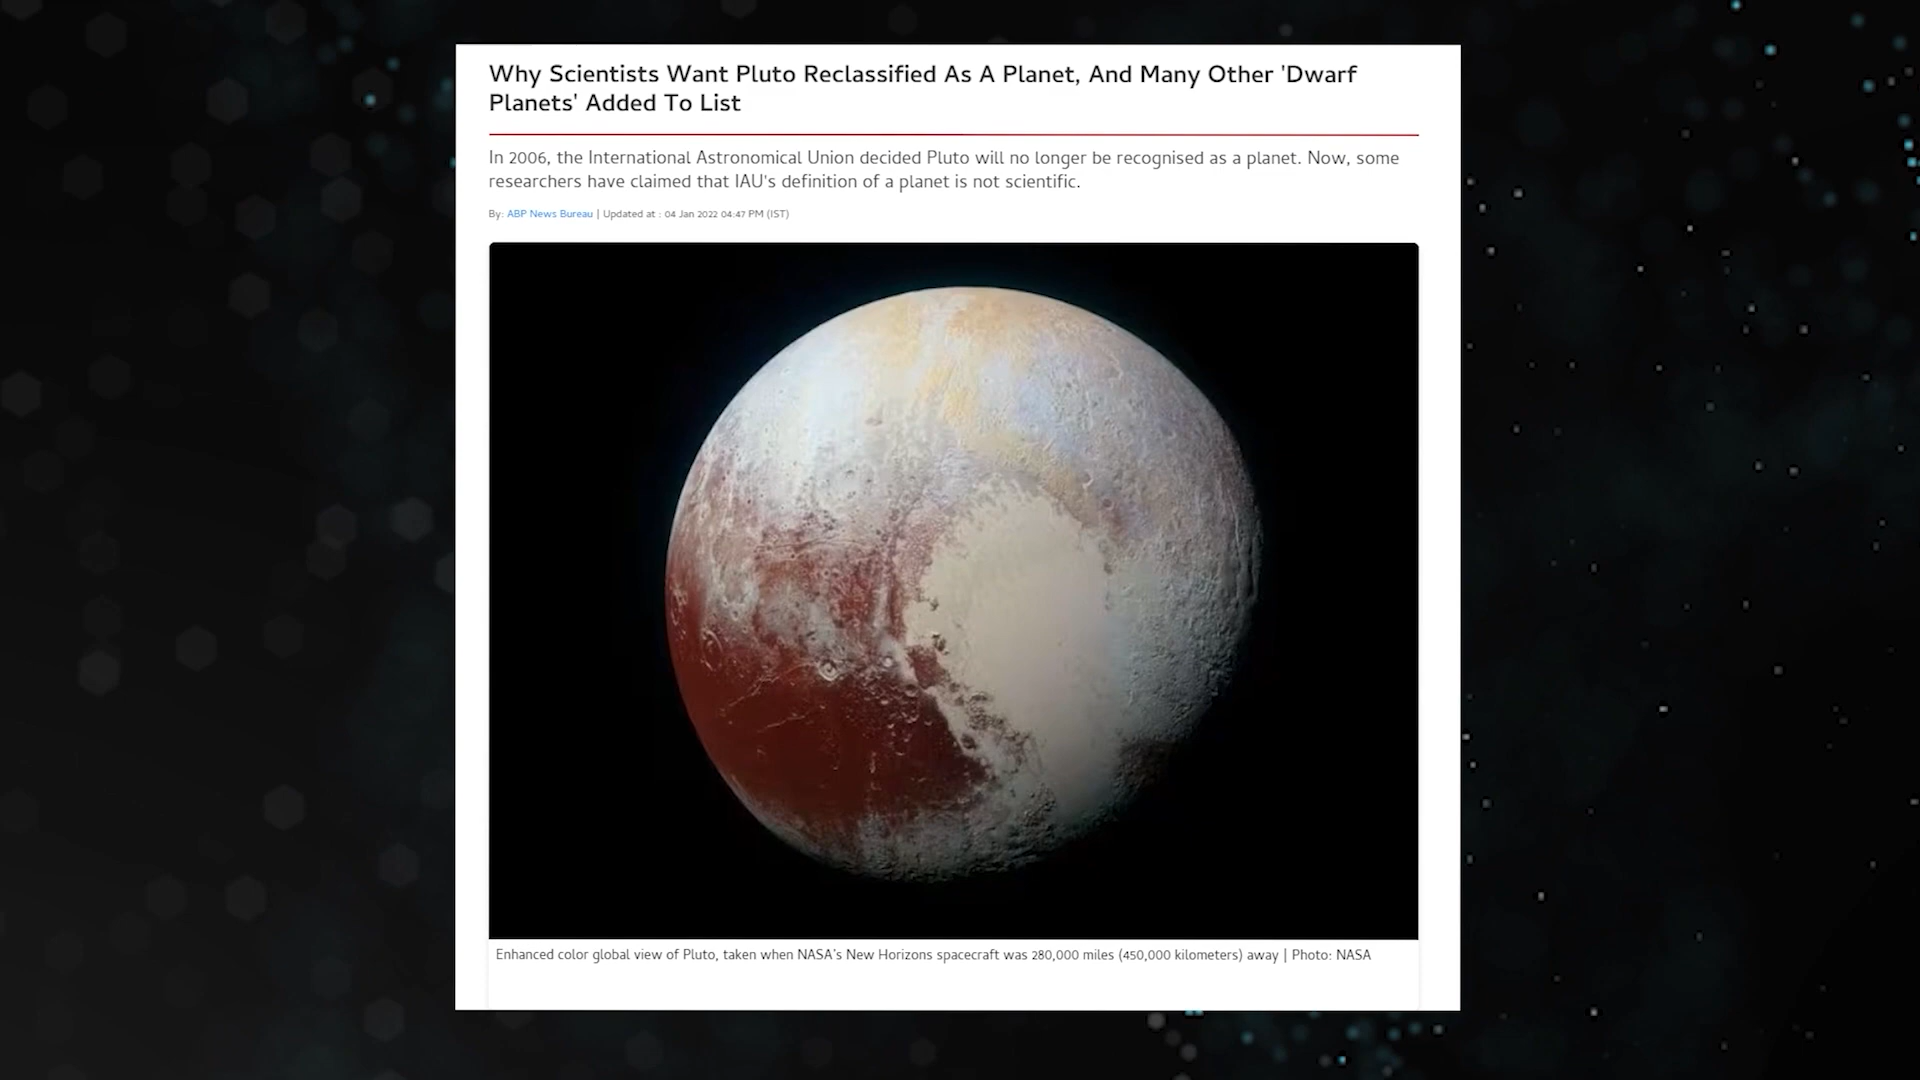 Why Scientists Want Pluto Reclassified As A Planet, And Many Other 'Dwarf
Planets' Added To List
In 2006, the International Astronomical Union decided Pluto will no longer be recognised as a planet. Now, some
researchers have claimed that IAU's definition of a planet is not scientific.
By: ABP News Bureau | Updated at : 04 Jan 2022 04:47 PM (IST)
Enhanced color global view of Pluto, taken when NASA's New Horizons spacecraft was 280,000 miles (450,000 kilometers) away | Photo: NASA